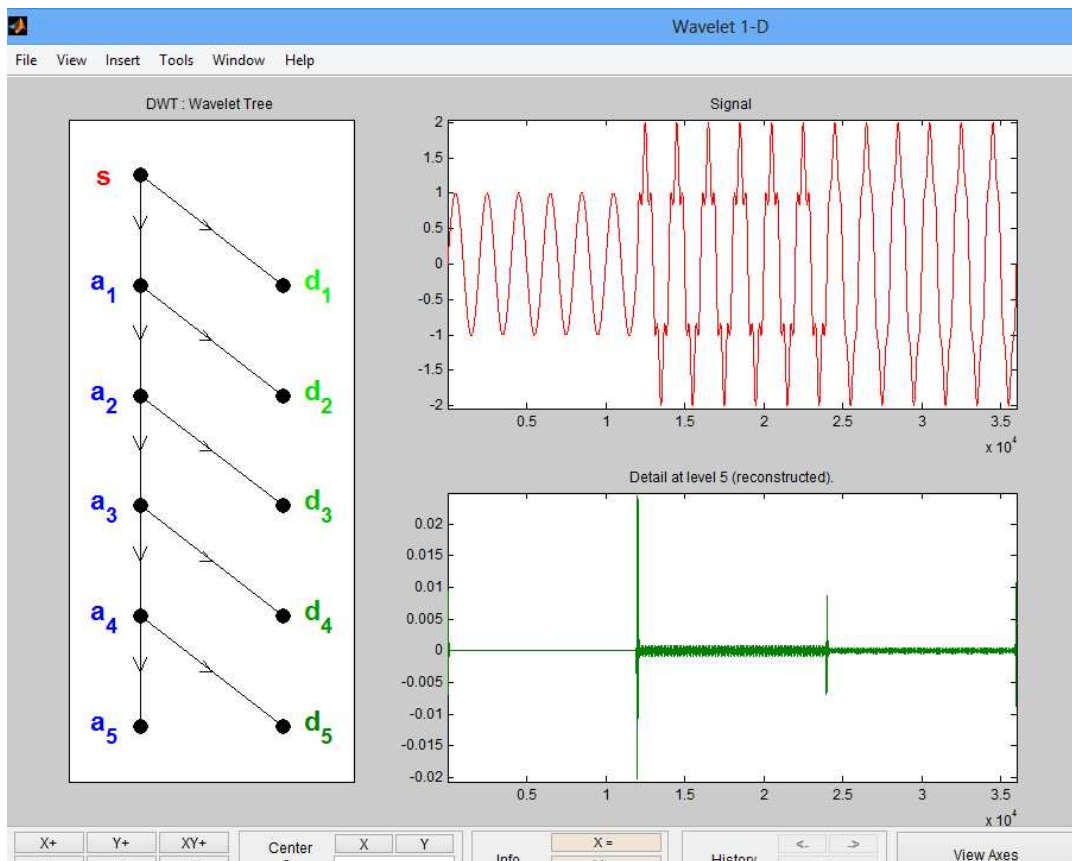 Wavelet 1-D
File View Insert Tools Window Help
DWT : Wavelet Tree
s
a1 d1
a2 d2
a3 d3
a4 d4
a5 d5
Signal
2
1.5
1
0.5
0
-0.5
-1
-1.5
-2
0.5 1 1.5 2 2.5 3 3.5
x 10^4
Detail at level 5 (reconstructed).
0.02
0.015
0.01
0.005
0
-0.005
-0.01
-0.015
-0.02
0.5 1 1.5 2 2.5 3 3.5
x 10^4
X+ Y+ XY+ Center X Y Info X = History <- -> View Axes